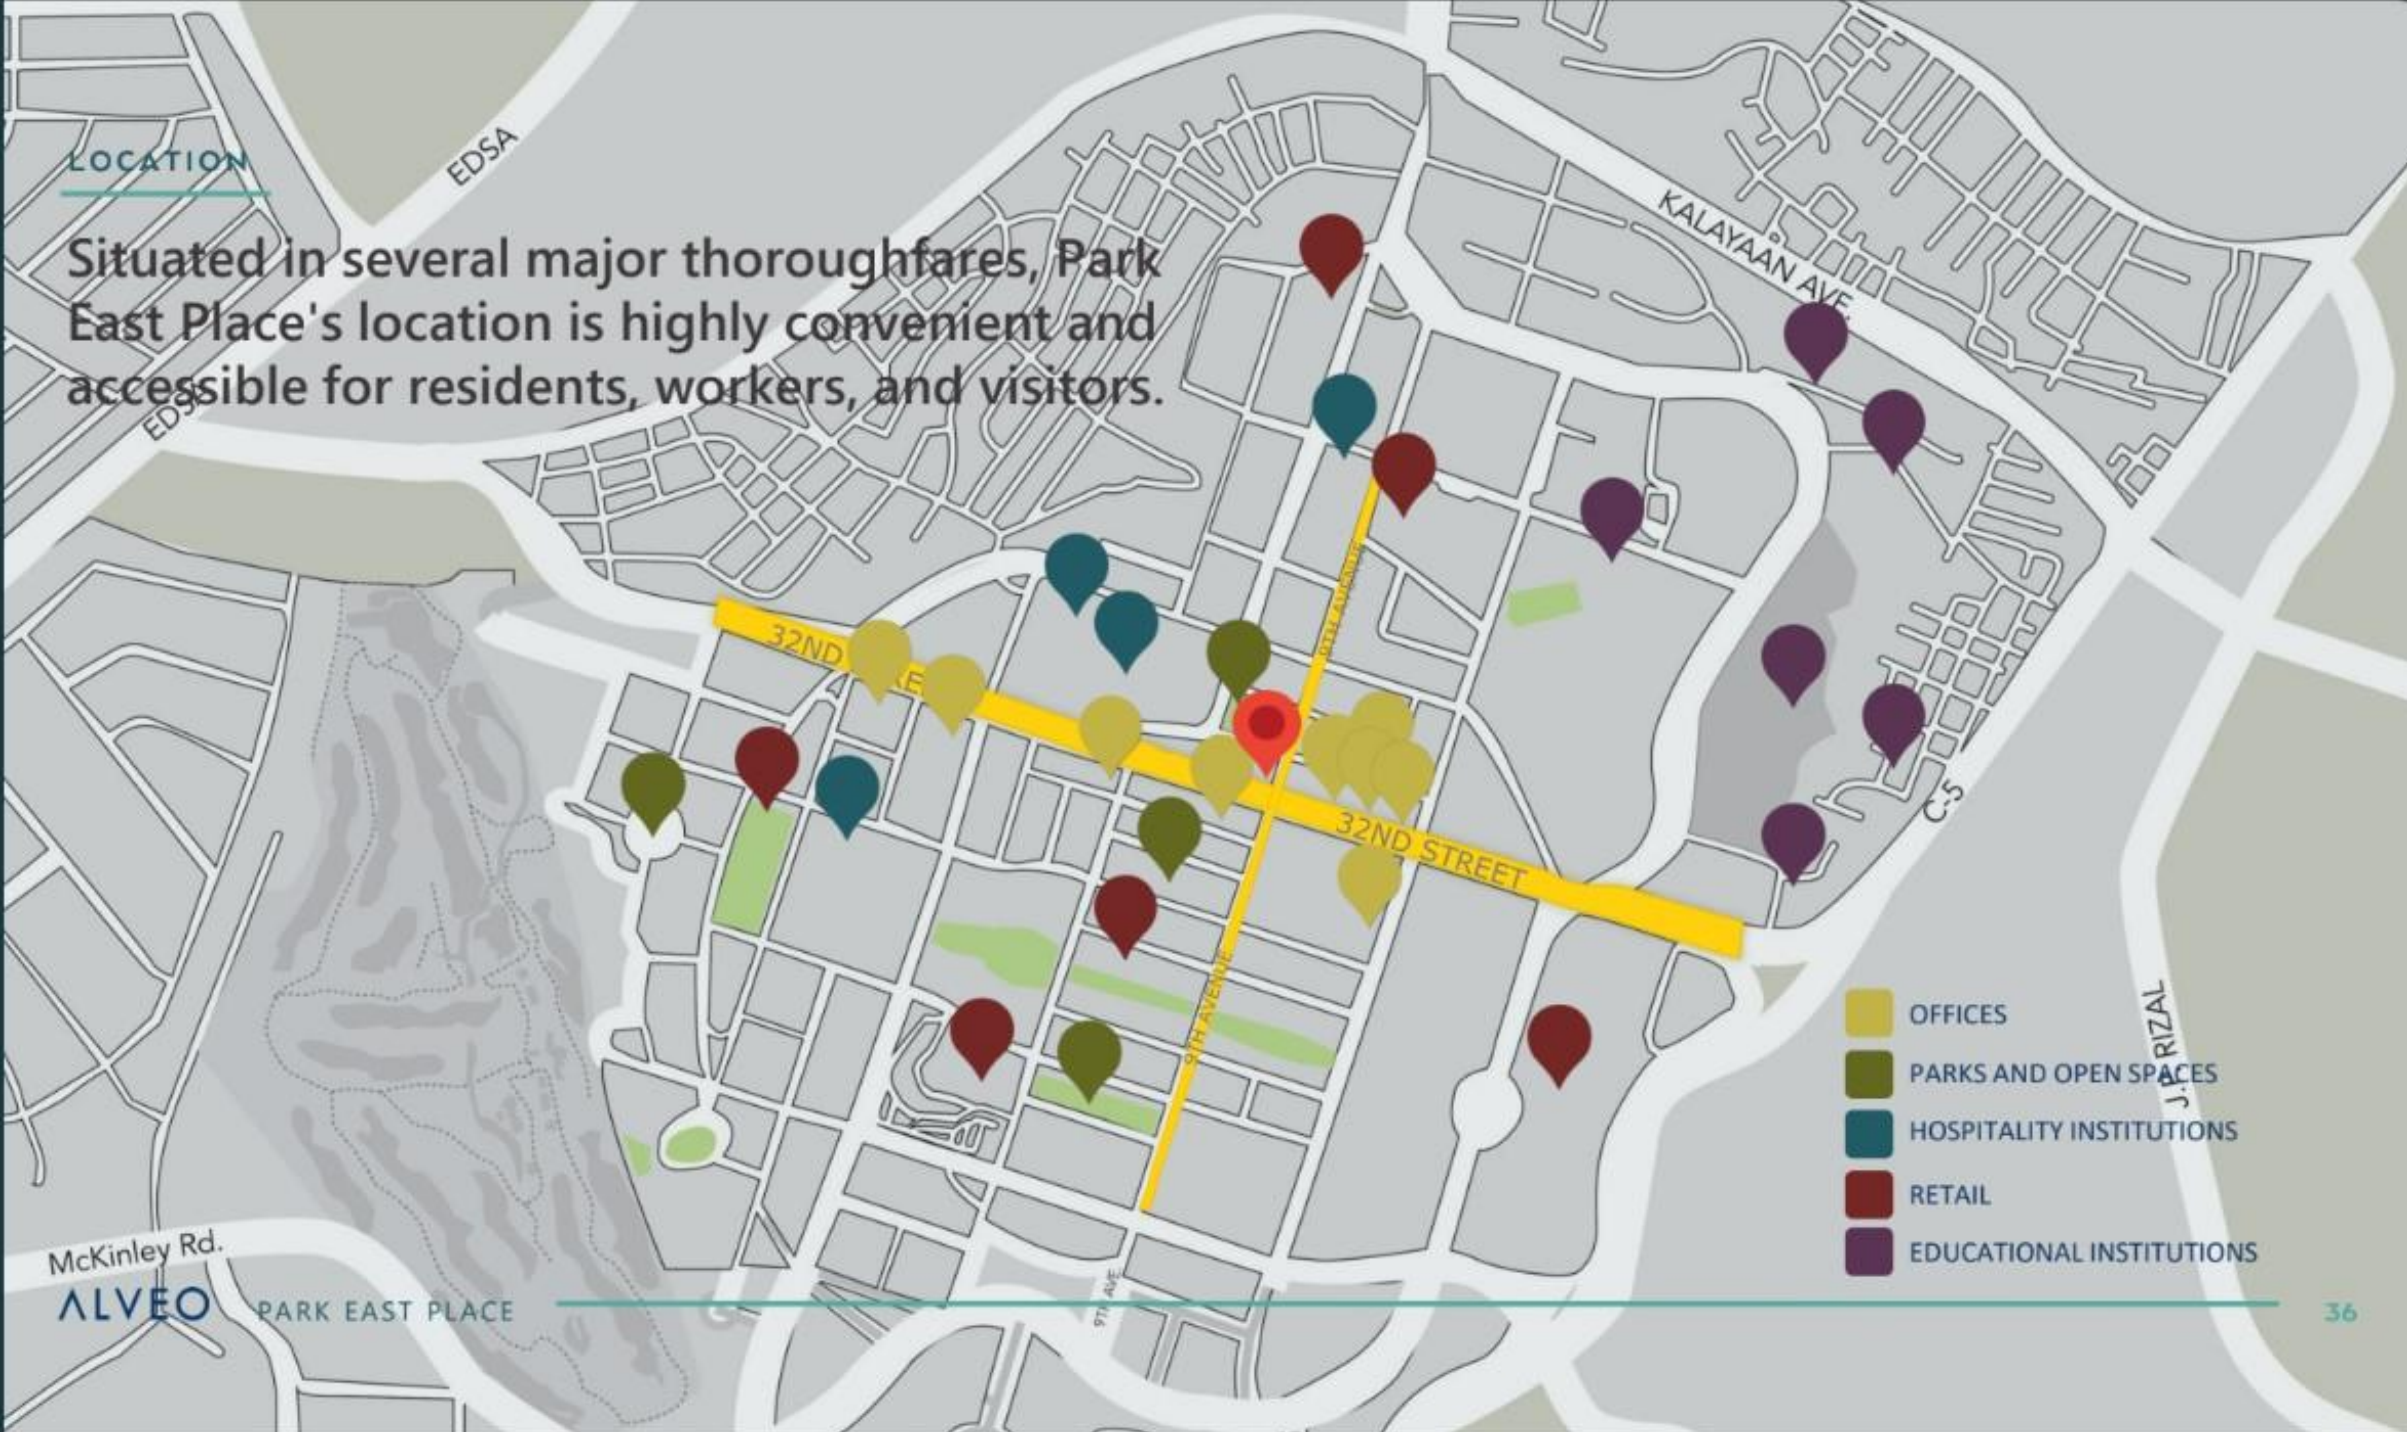 LOCATION
Situated in several major thoroughfares, Park
East Place's location is highly convenient and
accessible for residents, workers, and visitors.
EDSA
EDSA
KALAYAAN AVE.
9TH AVENUE
32ND
32ND STREET
C-5
9TH AVENUE
OFFICES
PARKS AND OPEN SPACES
HOSPITALITY INSTITUTIONS
RETAIL
EDUCATIONAL INSTITUTIONS
J.P. RIZAL
McKinley Rd.
9TH AVE
ALVEO PARK EAST PLACE
36